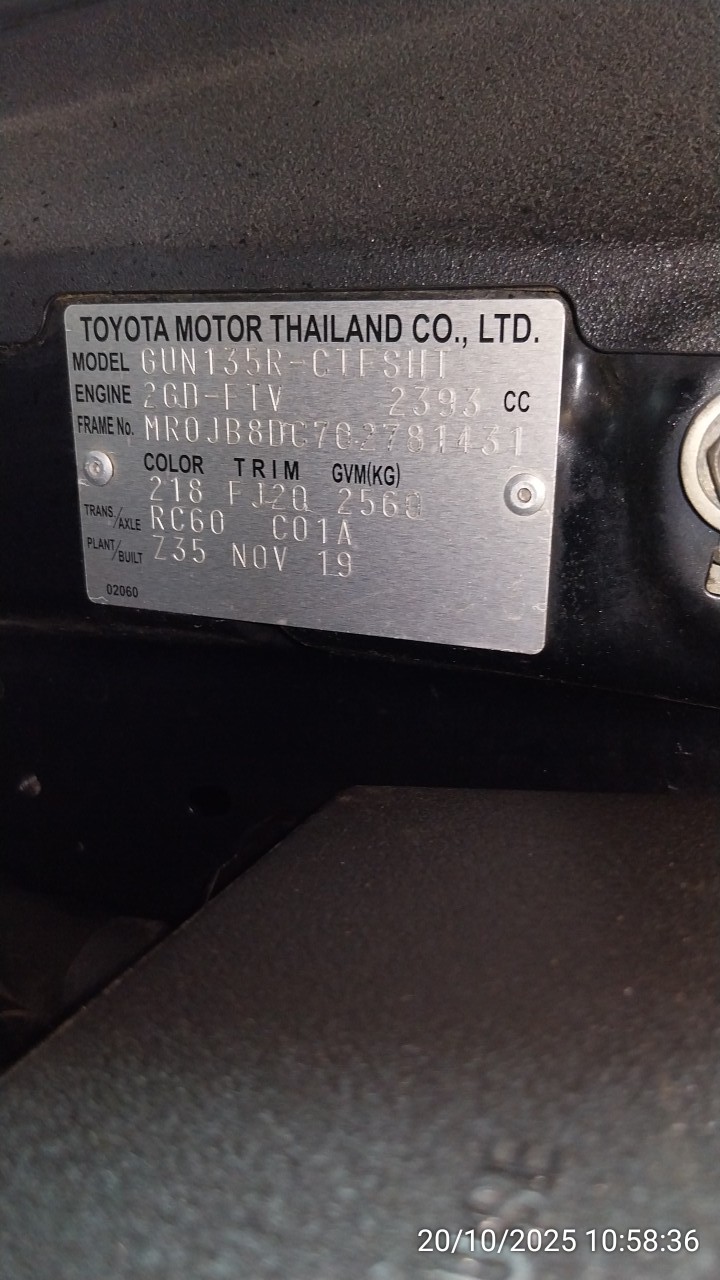 TOYOTA MOTOR THAILAND CO., LTD.
MODEL GUN135R-CTFSHT
ENGINE 2GD-FTV 2393 CC
FRAME No. MR0JB8DC702781431
COLOR TRIM GVM(KG)
218 FJ20 2560
TRANS./AXLE RC60 C01A
PLANT/BUILT Z35 NOV 19
02060
20/10/2025 10:58:36